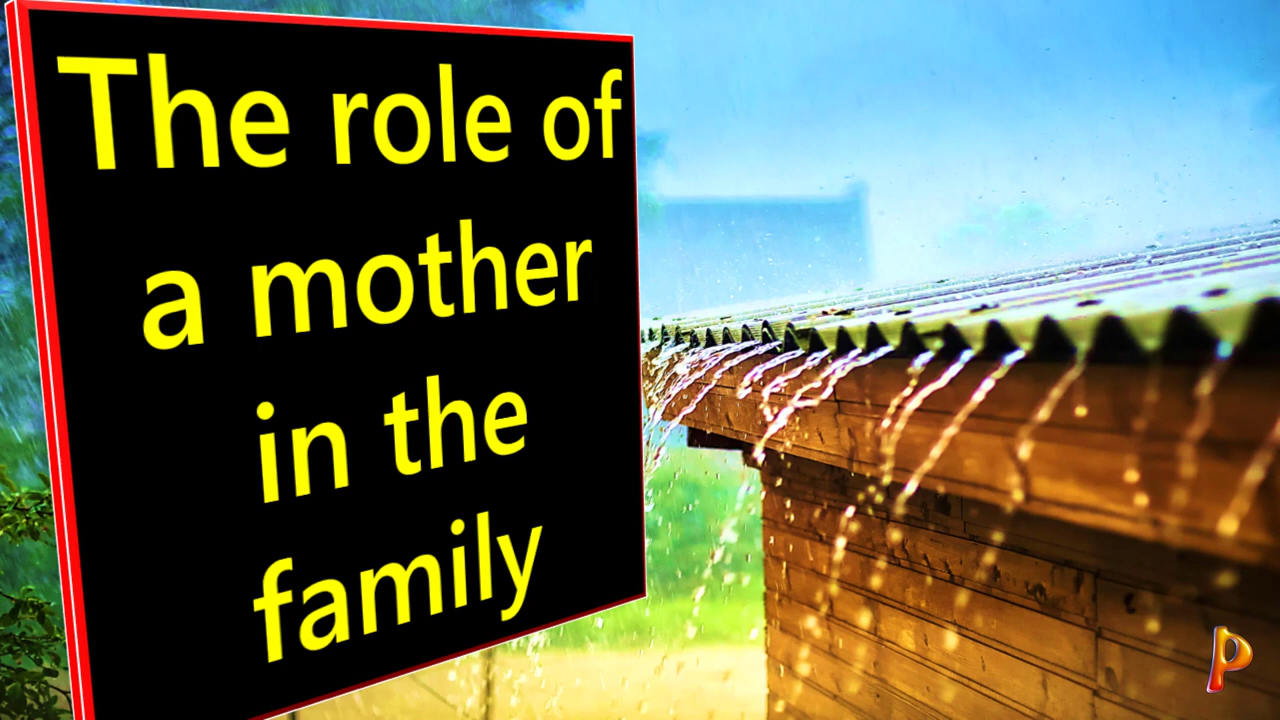 The role of
a mother
in the
family
P